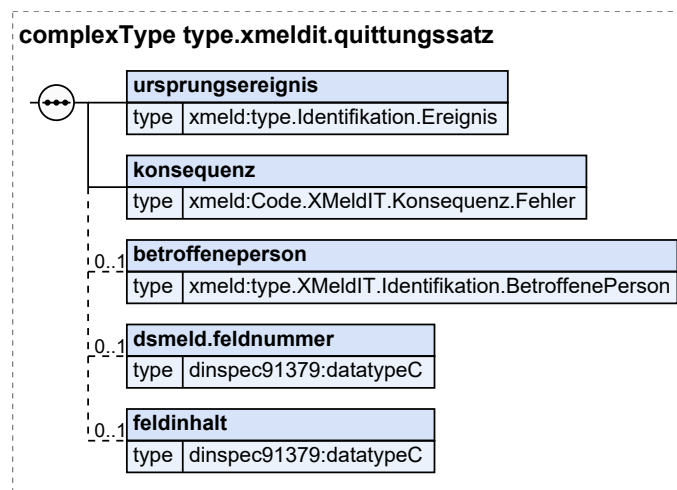 complexType type.xmeldit.quittungssatz
ursprungsereignis
type xmeld:type.Identifikation.Ereignis
konsequenz
type xmeld:Code.XMeldIT.Konsequenz.Fehler
0..1 betroffeneperson
type xmeld:type.XMeldIT.Identifikation.BetroffenePerson
0..1 dsmeld.feldnummer
type dinspec91379:datatypeC
0..1 feldinhalt
type dinspec91379:datatypeC